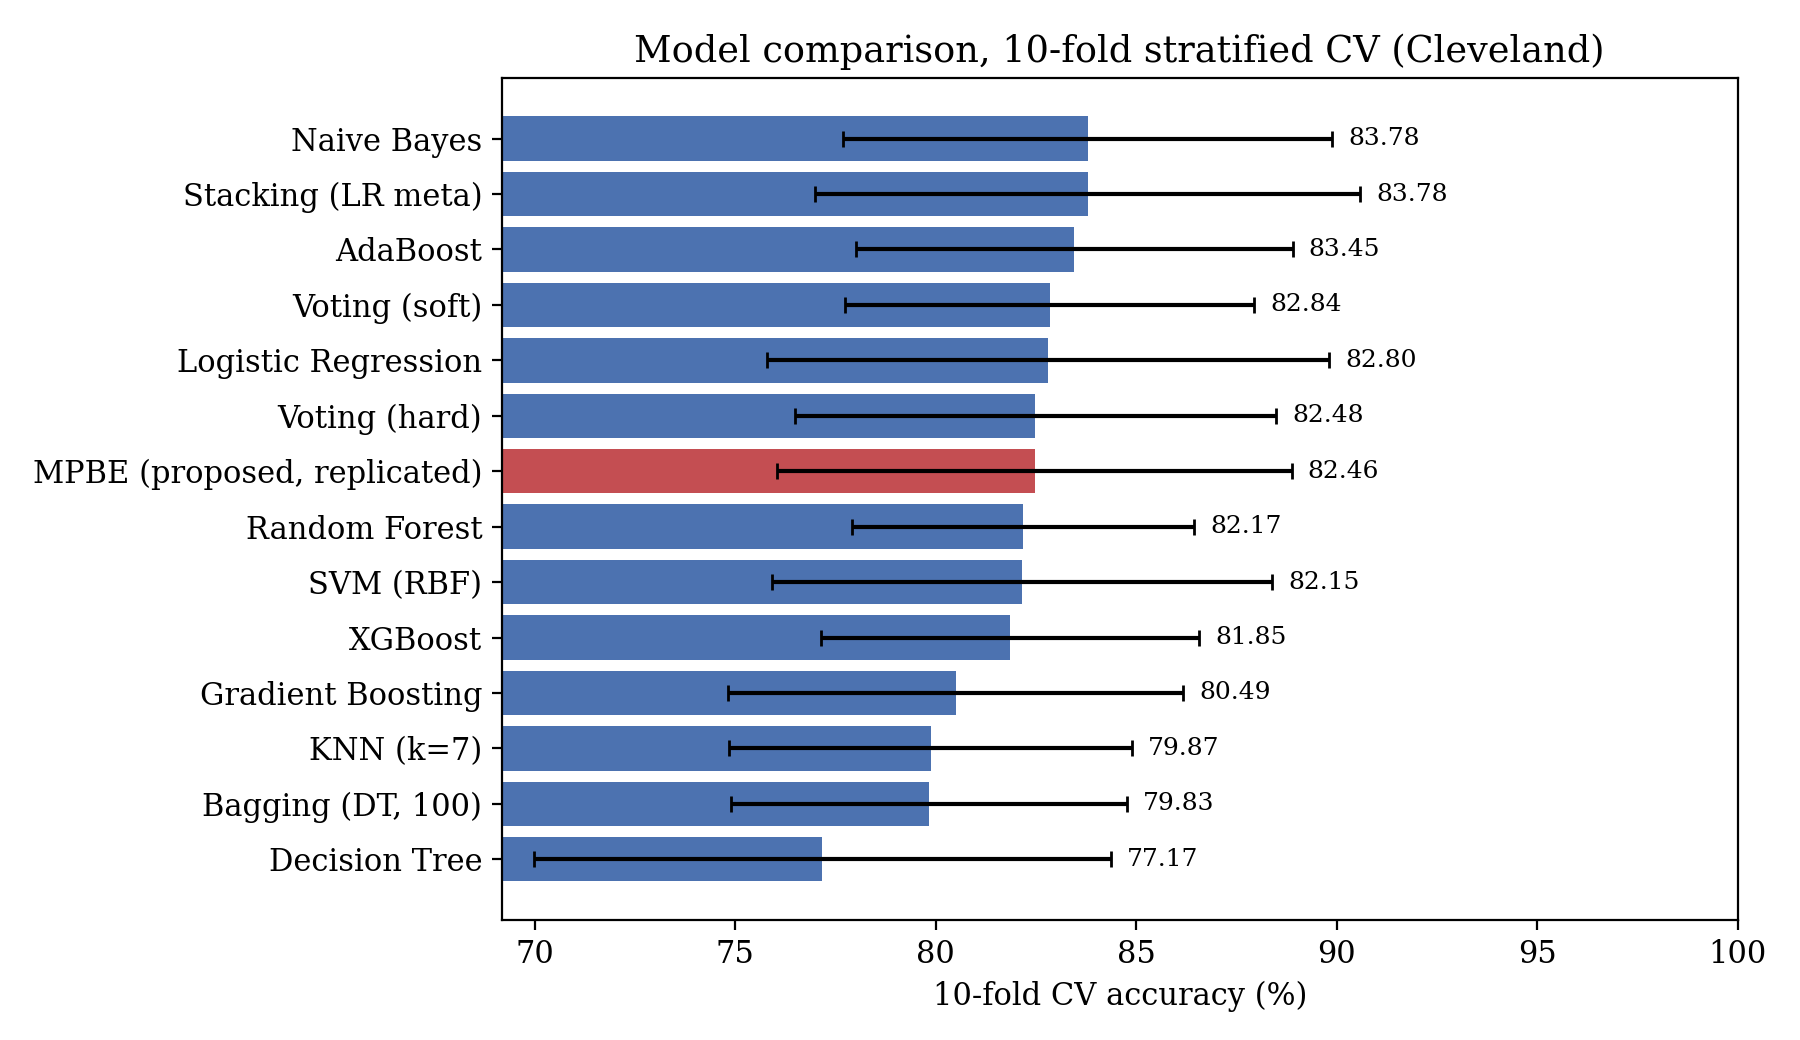 Model comparison, 10-fold stratified CV (Cleveland)
Naive Bayes 83.78
Stacking (LR meta) 83.78
AdaBoost 83.45
Voting (soft) 82.84
Logistic Regression 82.80
Voting (hard) 82.48
MPBE (proposed, replicated) 82.46
Random Forest 82.17
SVM (RBF) 82.15
XGBoost 81.85
Gradient Boosting 80.49
KNN (k=7) 79.87
Bagging (DT, 100) 79.83
Decision Tree 77.17
70 75 80 85 90 95 100
10-fold CV accuracy (%)